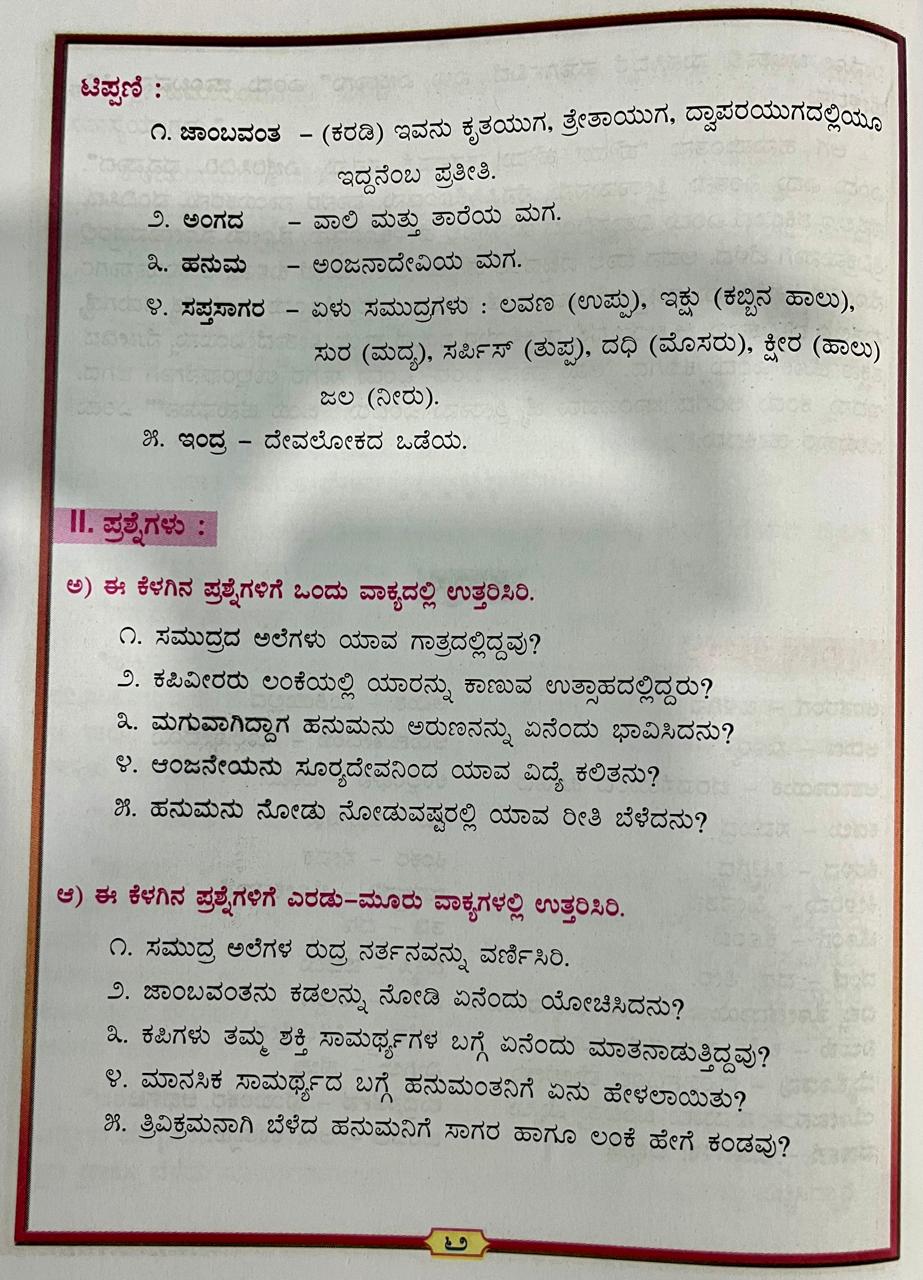 ಟಿಪ್ಪಣಿ :
೧. ಜಾಂಬವಂತ – (ಕರಡಿ) ಇವನು ಕೃತಯುಗ, ತ್ರೇತಾಯುಗ, ದ್ವಾಪರಯುಗದಲ್ಲಿಯೂ
ಇದ್ದನೆಂಬ ಪ್ರತೀತಿ.
೨. ಅಂಗದ – ವಾಲಿ ಮತ್ತು ತಾರೆಯ ಮಗ.
೩. ಹನುಮ – ಅಂಜನಾದೇವಿಯ ಮಗ.
೪. ಸಪ್ತಸಾಗರ – ಏಳು ಸಮುದ್ರಗಳು : ಲವಣ (ಉಪ್ಪು), ಇಕ್ಷು (ಕಬ್ಬಿನ ಹಾಲು),
ಸುರ (ಮದ್ಯ), ಸರ್ಪಿಸ್ (ತುಪ್ಪ), ದಧಿ (ಮೊಸರು), ಕ್ಷೀರ (ಹಾಲು)
ಜಲ (ನೀರು).
೫. ಇಂದ್ರ – ದೇವಲೋಕದ ಒಡೆಯ.
II. ಪ್ರಶ್ನೆಗಳು :
ಅ) ಈ ಕೆಳಗಿನ ಪ್ರಶ್ನೆಗಳಿಗೆ ಒಂದು ವಾಕ್ಯದಲ್ಲಿ ಉತ್ತರಿಸಿರಿ.
೧. ಸಮುದ್ರದ ಅಲೆಗಳು ಯಾವ ಗಾತ್ರದಲ್ಲಿದ್ದವು?
೨. ಕಪಿವೀರರು ಲಂಕೆಯಲ್ಲಿ ಯಾರನ್ನು ಕಾಣುವ ಉತ್ಸಾಹದಲ್ಲಿದ್ದರು?
೩. ಮಗುವಾಗಿದ್ದಾಗ ಹನುಮನು ಅರುಣನನ್ನು ಏನೆಂದು ಭಾವಿಸಿದನು?
೪. ಆಂಜನೇಯನು ಸೂರ‍್ಯದೇವನಿಂದ ಯಾವ ವಿದ್ಯೆ ಕಲಿತನು?
೫. ಹನುಮನು ನೋಡು ನೋಡುವಷ್ಟರಲ್ಲಿ ಯಾವ ರೀತಿ ಬೆಳೆದನು?
ಆ) ಈ ಕೆಳಗಿನ ಪ್ರಶ್ನೆಗಳಿಗೆ ಎರಡು–ಮೂರು ವಾಕ್ಯಗಳಲ್ಲಿ ಉತ್ತರಿಸಿರಿ.
೧. ಸಮುದ್ರ ಅಲೆಗಳ ರುದ್ರ ನರ್ತನವನ್ನು ವರ್ಣಿಸಿರಿ.
೨. ಜಾಂಬವಂತನು ಕಡಲನ್ನು ನೋಡಿ ಏನೆಂದು ಯೋಚಿಸಿದನು?
೩. ಕಪಿಗಳು ತಮ್ಮ ಶಕ್ತಿ ಸಾಮರ್ಥ್ಯಗಳ ಬಗ್ಗೆ ಏನೆಂದು ಮಾತನಾಡುತ್ತಿದ್ದವು?
೪. ಮಾನಸಿಕ ಸಾಮರ್ಥ್ಯದ ಬಗ್ಗೆ ಹನುಮಂತನಿಗೆ ಏನು ಹೇಳಲಾಯಿತು?
೫. ತ್ರಿವಿಕ್ರಮನಾಗಿ ಬೆಳೆದ ಹನುಮನಿಗೆ ಸಾಗರ ಹಾಗೂ ಲಂಕೆ ಹೇಗೆ ಕಂಡವು?
೬